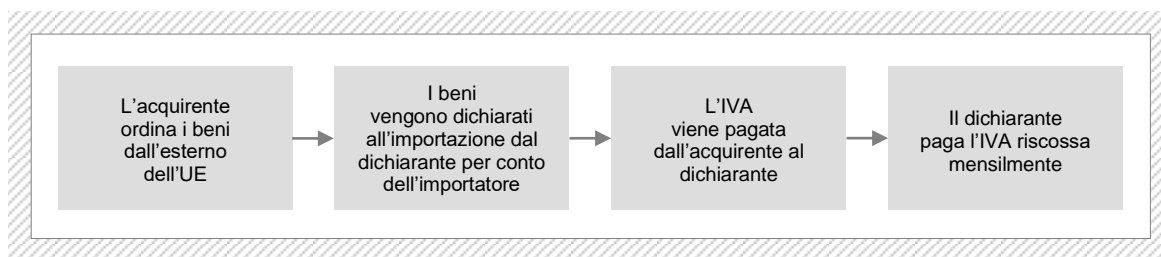 L’acquirente
ordina i beni
dall’esterno
dell’UE
I beni
vengono dichiarati
all’importazione dal
dichiarante per conto
dell’importatore
L’IVA
viene pagata
dall’acquirente al
dichiarante
Il dichiarante
paga l’IVA riscossa
mensilmente